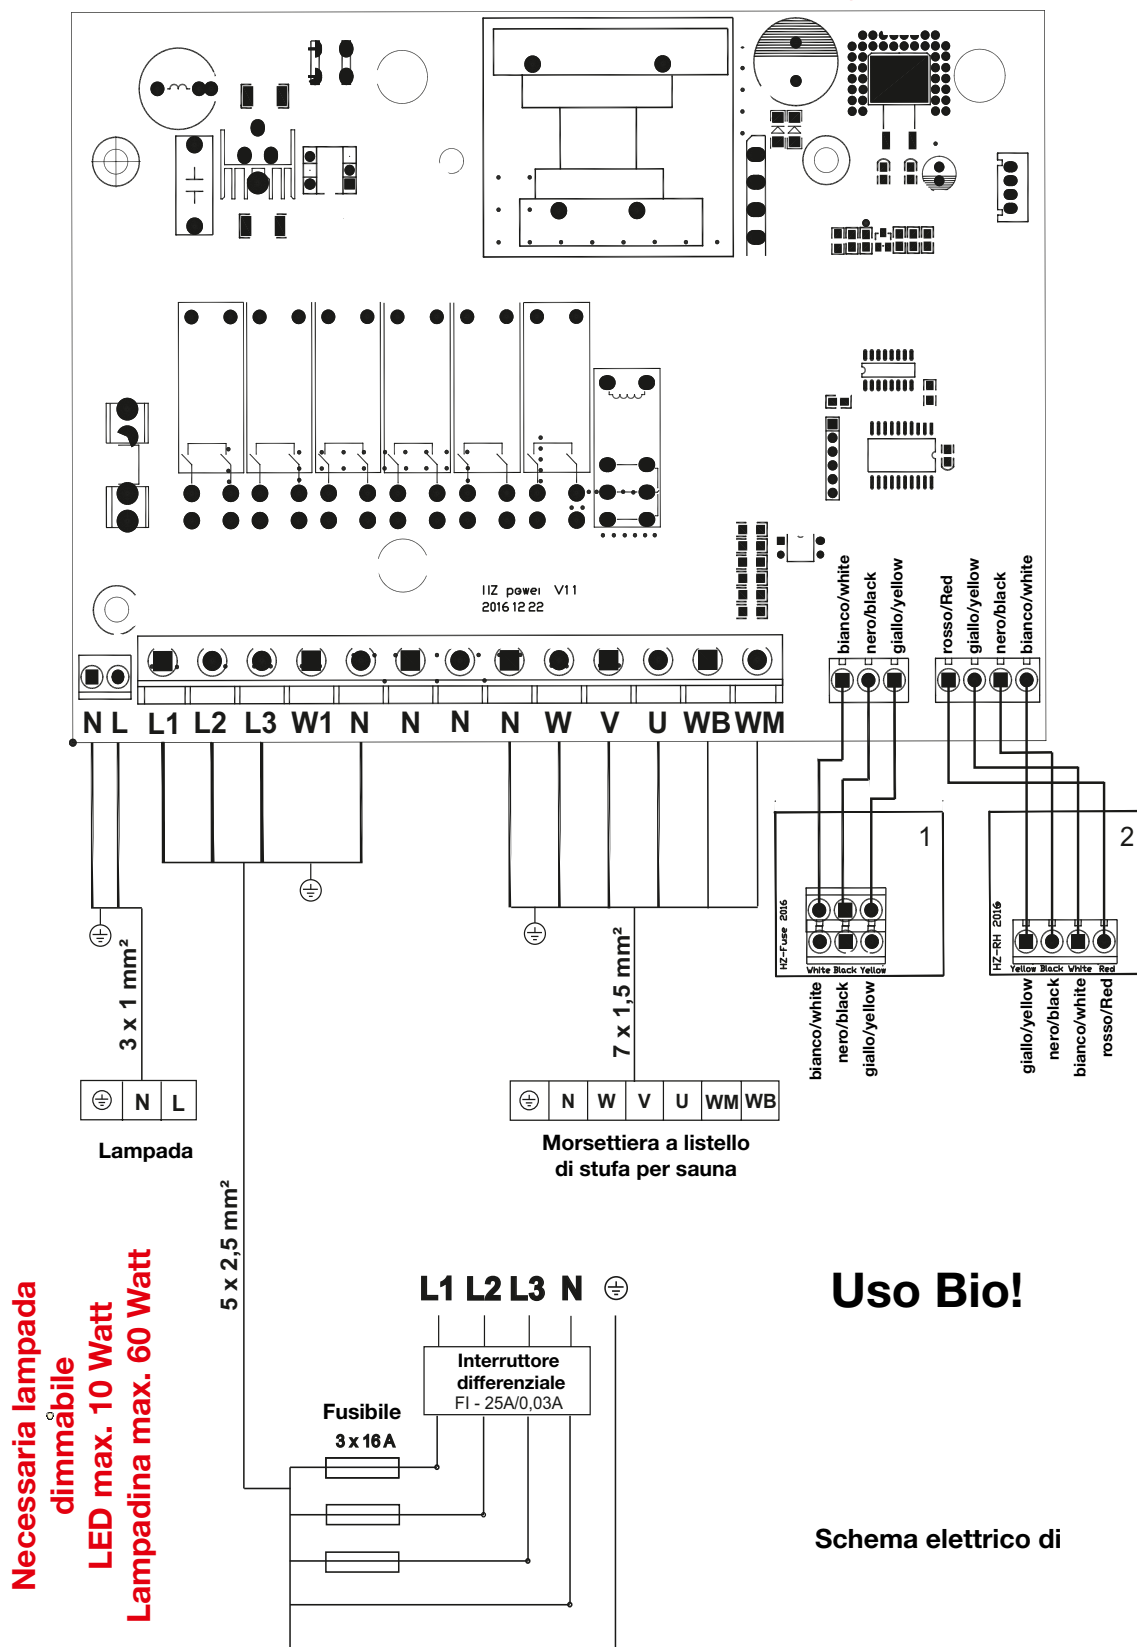 IIZ power V11
2016 12 22
bianco/white
nero/black
giallo/yellow
rosso/Red
giallo/yellow
nero/black
bianco/white
N L L1 L2 L3 W1 N N N N W V U WB WM
1
HZ-Fuse 2016
White Black Yellow
bianco/white
nero/black
giallo/yellow
2
HZ-RH 2016
Yellow Black White Red
giallo/yellow
nero/black
bianco/white
rosso/Red
3 x 1 mm²
7 x 1,5 mm²
N L
Lampada
N W V U WM WB
Morsettiera a listello
di stufa per sauna
5 x 2,5 mm²
L1 L2 L3 N
Interruttore
differenziale
FI - 25A/0,03A
Fusibile
3 x 16 A
Uso Bio!
Necessaria lampada
dimmabile
LED max. 10 Watt
Lampadina max. 60 Watt
Schema elettrico di